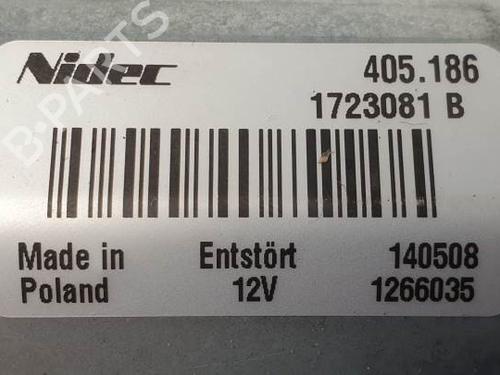 Nidec 405.186
1723081 B
Made in Entstört 140508
Poland 12V 1266035
B-PARTS